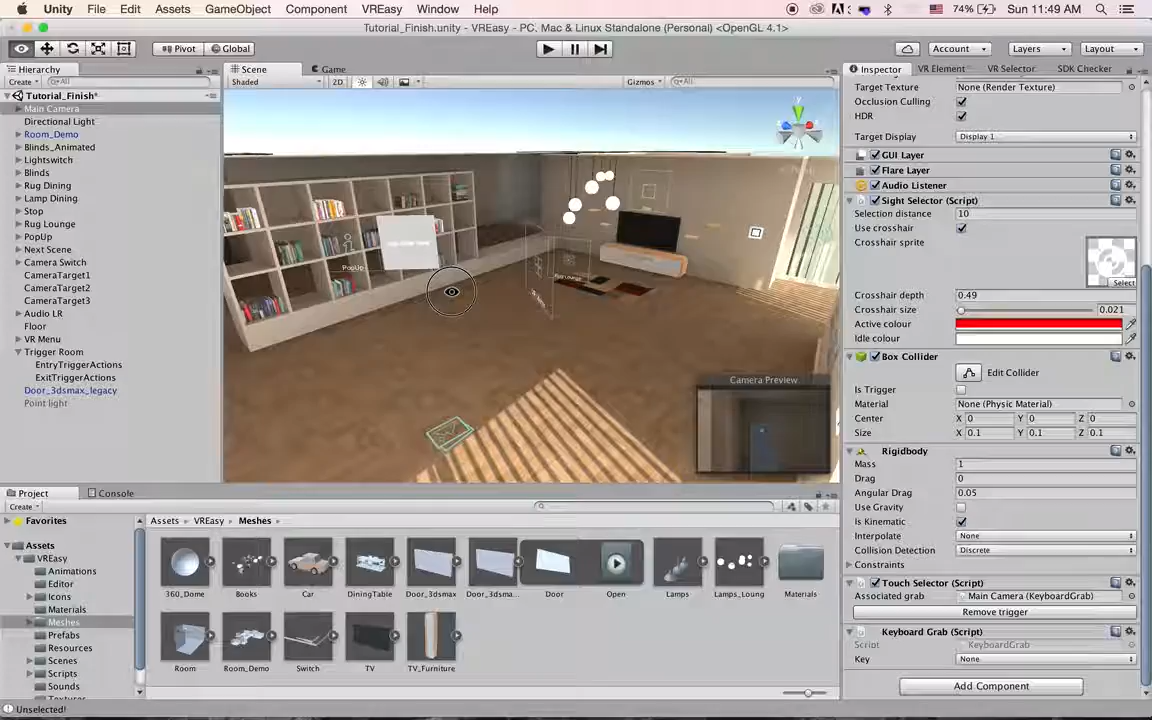 Unity File Edit Assets GameObject Component VREasy Window Help 74% Sun 11:49 AM
Tutorial_Finish.unity - VREasy - PC, Mac & Linux Standalone (Personal) <OpenGL 4.1>
Pivot Global Account Layers Layout
Hierarchy
Create All
Tutorial_Finish*
Main Camera
Directional Light
Room_Demo
Blinds_Animated
Lightswitch
Blinds
Rug Dining
Lamp Dining
Stop
Rug Lounge
PopUp
Next Scene
Camera Switch
CameraTarget1
CameraTarget2
CameraTarget3
Audio LR
Floor
VR Menu
Trigger Room
EntryTriggerActions
ExitTriggerActions
Door_3dsmax_legacy
Point light
Scene Game
Shaded 2D Gizmos All
y
PopUp
Camera Preview
Inspector VR Element VR Selector SDK Checker
Target Texture None (Render Texture)
Occlusion Culling
HDR
Target Display Display 1
GUI Layer
Flare Layer
Audio Listener
Sight Selector (Script)
Selection distance 10
Use crosshair
Crosshair sprite
Select
Crosshair depth 0.49
Crosshair size 0.021
Active colour
Idle colour
Box Collider
Edit Collider
Is Trigger
Material None (Physic Material)
Center X 0 Y 0 Z 0
Size X 0.1 Y 0.1 Z 0.1
Rigidbody
Mass 1
Drag 0
Angular Drag 0.05
Use Gravity
Is Kinematic
Interpolate None
Collision Detection Discrete
Constraints
Touch Selector (Script)
Associated grab Main Camera (KeyboardGrab)
Remove trigger
Keyboard Grab (Script)
Script KeyboardGrab
Key None
Add Component
Project Console
Create
Favorites
Assets
VREasy
Animations
Editor
Icons
Materials
Meshes
Prefabs
Resources
Scenes
Scripts
Sounds
Textures
Assets VREasy Meshes
360_Dome Books Car DiningTable Door_3dsmax Door_3dsma... Door Open Lamps Lamps_Loung Materials
Room Room_Demo Switch TV TV_Furniture
Unselected!